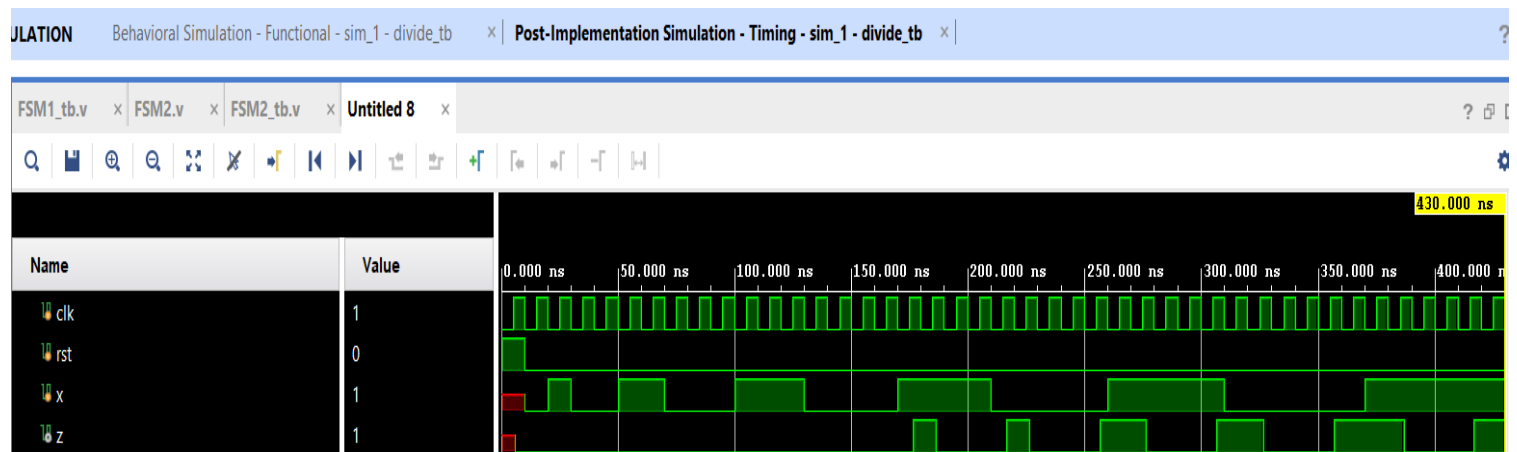 ULATION Behavioral Simulation - Functional - sim_1 - divide_tb × Post-Implementation Simulation - Timing - sim_1 - divide_tb × ?
FSM1_tb.v × FSM2.v × FSM2_tb.v × Untitled 8 × ?
430.000 ns
Name Value 0.000 ns 50.000 ns 100.000 ns 150.000 ns 200.000 ns 250.000 ns 300.000 ns 350.000 ns 400.000 n
clk 1
rst 0
x 1
z 1